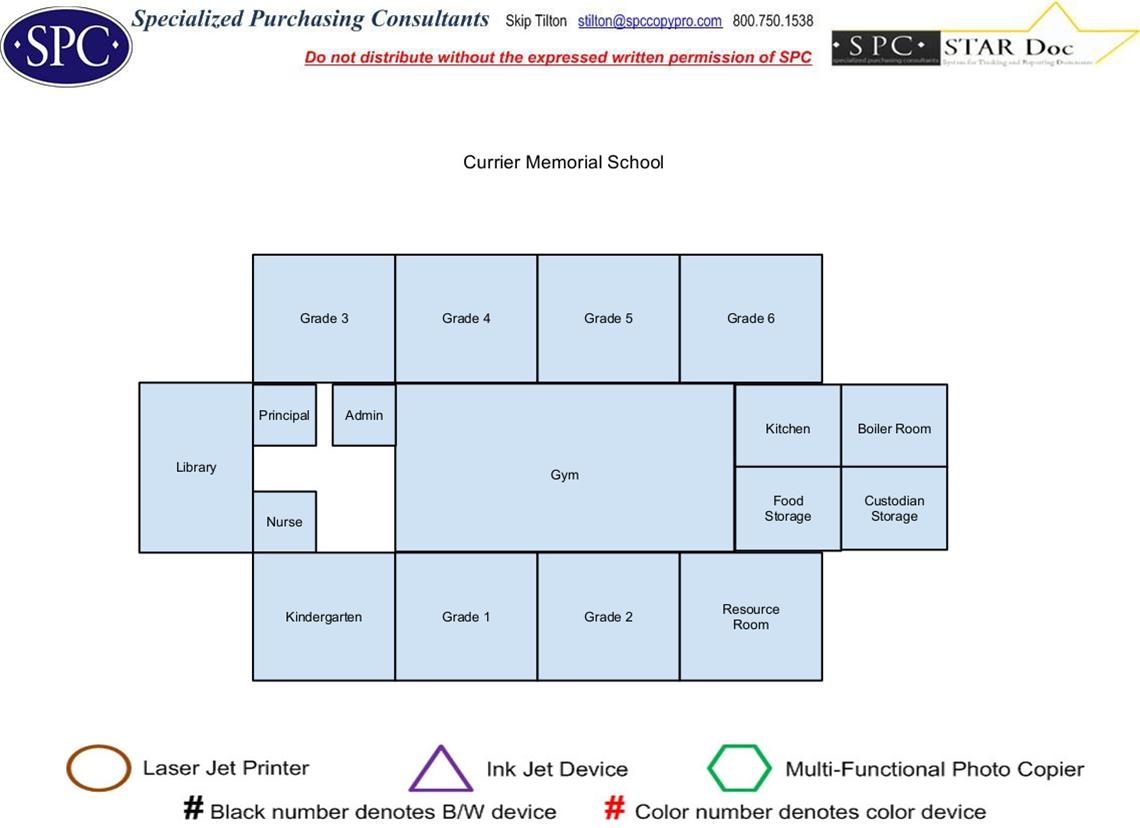 ·SPC· Specialized Purchasing Consultants Skip Tilton stilton@spccopypro.com 800.750.1538
Do not distribute without the expressed written permission of SPC
·SPC· STAR Doc
specialized purchasing consultants System for Tracking and Reporting Documents
Currier Memorial School
Grade 3 Grade 4 Grade 5 Grade 6
Principal Admin
Kitchen Boiler Room
Library
Gym
Nurse
Food
Storage
Custodian
Storage
Kindergarten Grade 1 Grade 2
Resource
Room
Laser Jet Printer Ink Jet Device Multi-Functional Photo Copier
# Black number denotes B/W device # Color number denotes color device